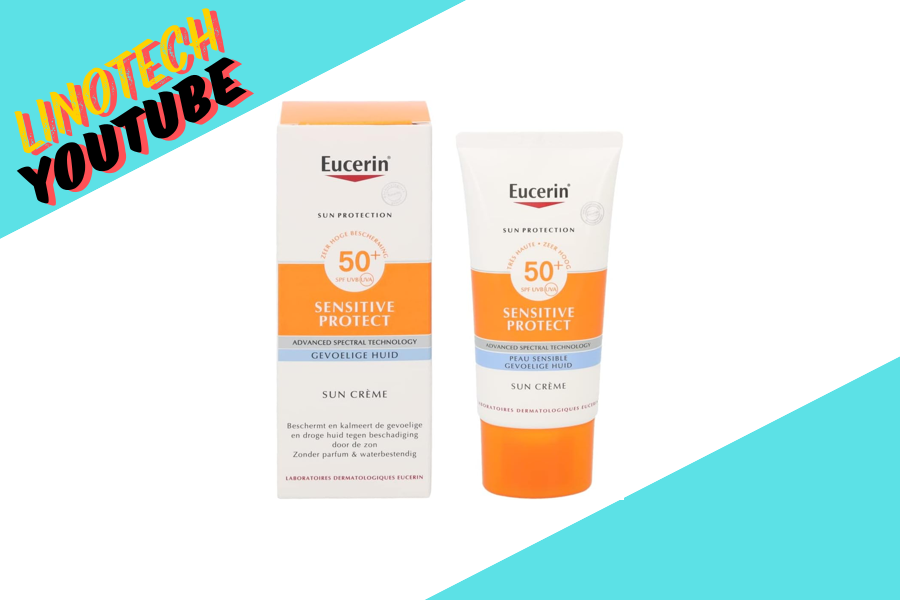 LINOTECH
YOUTUBE
Eucerin®
SUN PROTECTION
ZEER HOGE BESCHERMING
50+
SPF UVB/UVA
SENSITIVE
PROTECT
ADVANCED SPECTRAL TECHNOLOGY
GEVOELIGE HUID
SUN CRÈME
Beschermt en kalmeert de gevoelige
en droge huid tegen beschadiging
door de zon
Zonder parfum & waterbestendig
LABORATOIRES DERMATOLOGIQUES EUCERIN
Eucerin®
SUN PROTECTION
TRÈS HAUTE • ZEER HOOG
50+
SPF UVB/UVA
SENSITIVE
PROTECT
ADVANCED SPECTRAL TECHNOLOGY
PEAU SENSIBLE
GEVOELIGE HUID
SUN CRÈME
LABORATOIRES DERMATOLOGIQUES EUCERIN